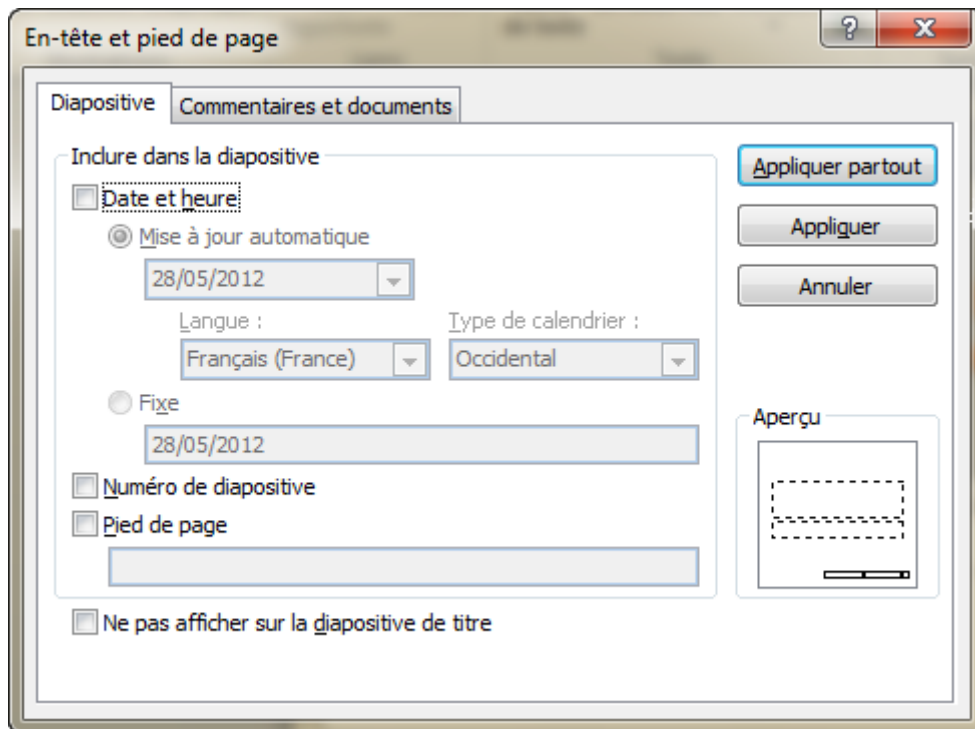 En-tête et pied de page
Diapositive
Commentaires et documents
Inclure dans la diapositive
Date et heure
Mise à jour automatique
28/05/2012
Langue :
Type de calendrier :
Français (France)
Occidental
Fixe
28/05/2012
Numéro de diapositive
Pied de page
Ne pas afficher sur la diapositive de titre
Appliquer partout
Appliquer
Annuler
Aperçu